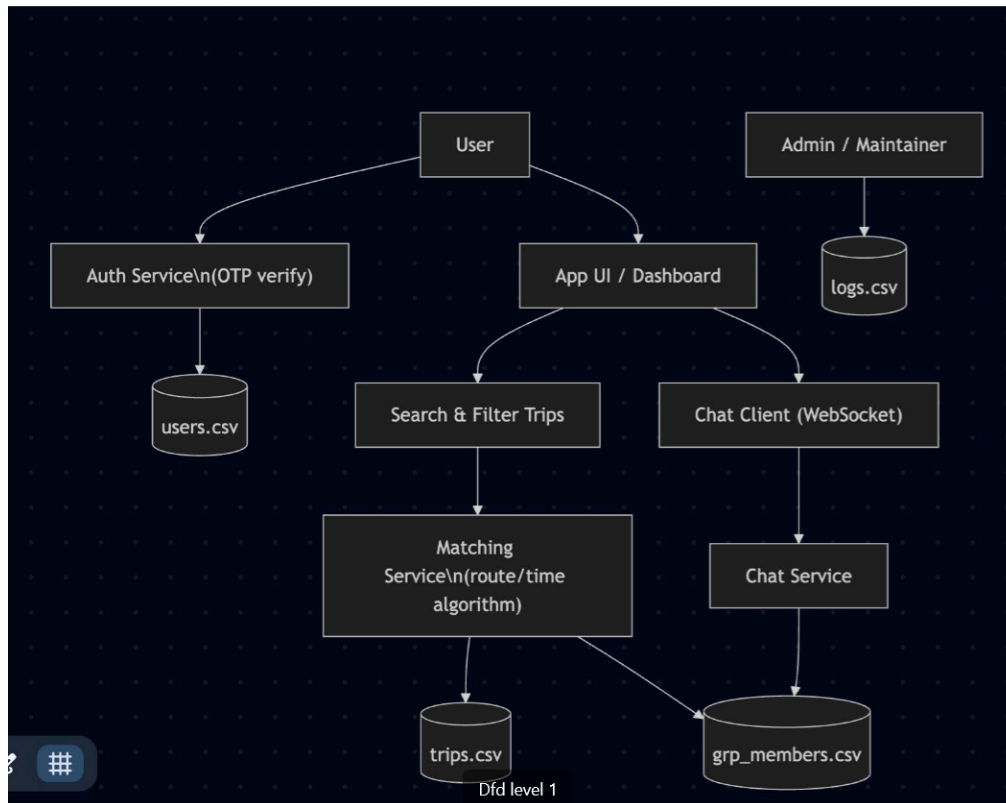 User
Admin / Maintainer
Auth Service\n(OTP verify)
App UI / Dashboard
logs.csv
users.csv
Search & Filter Trips
Chat Client (WebSocket)
Matching
Service\n(route/time
algorithm)
Chat Service
trips.csv
grp_members.csv
Dfd level 1